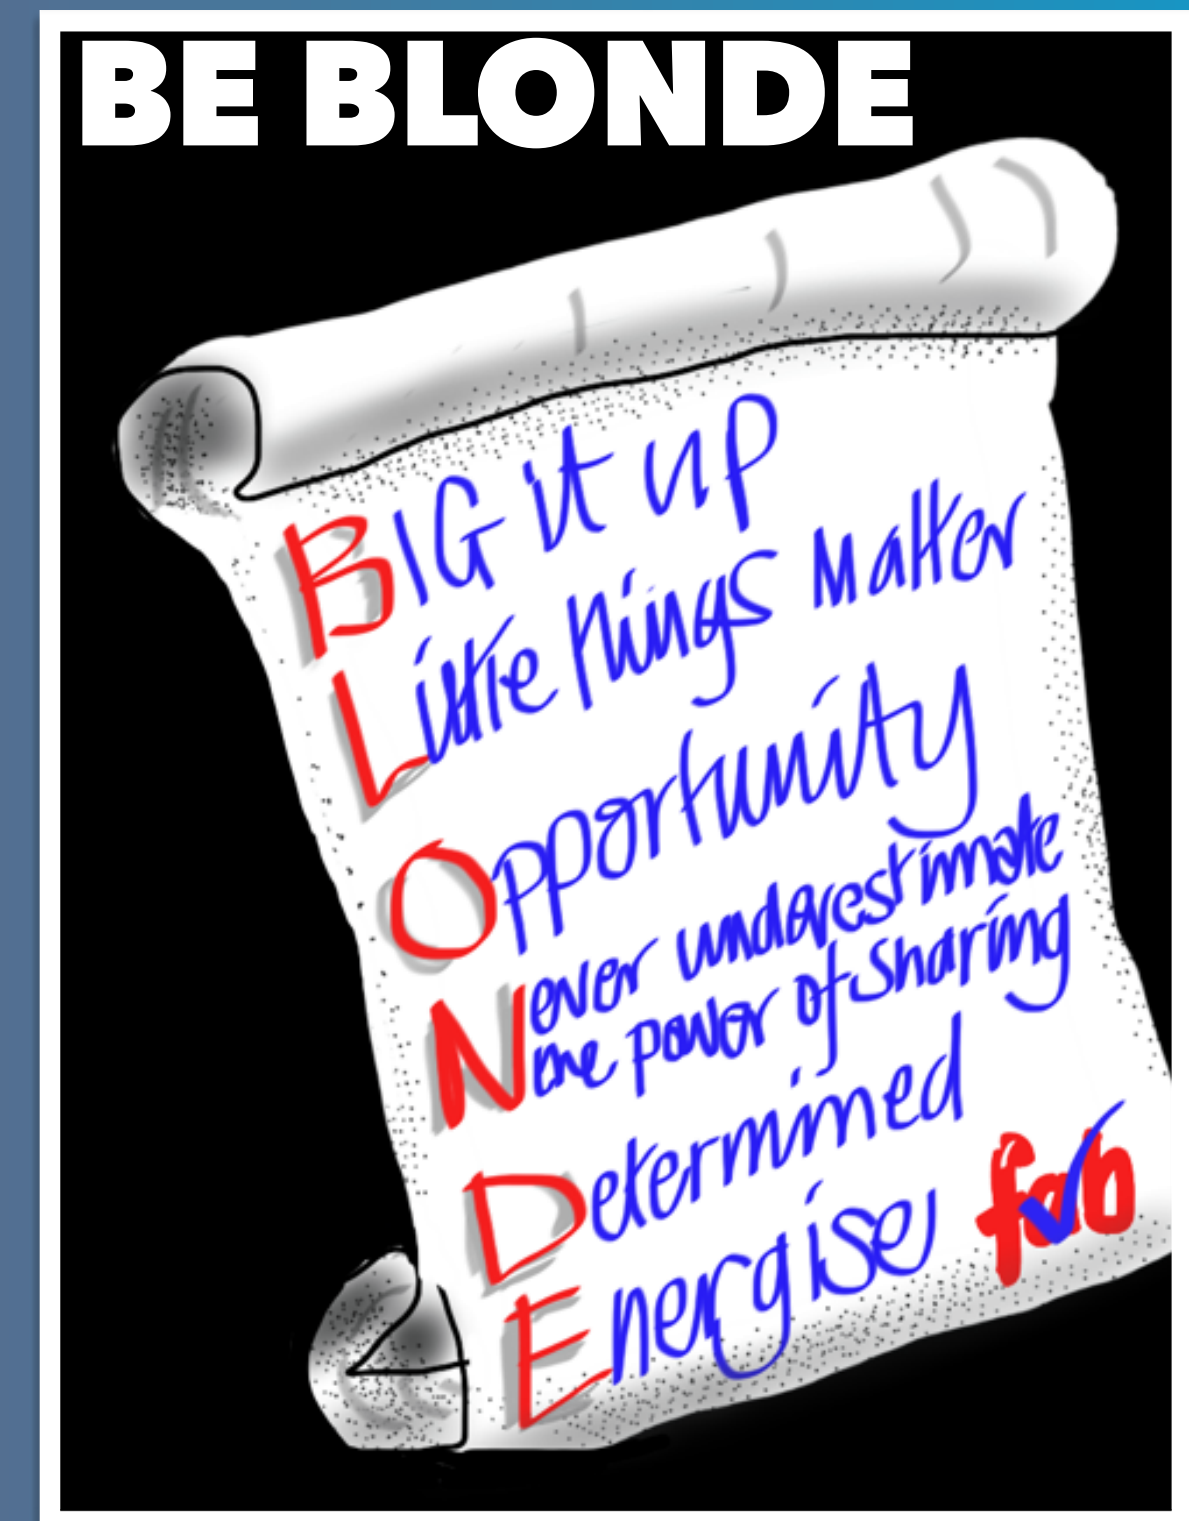 BE BLONDE
BIG it up
Little things Matter
Opportunity
Never underestimate
the power of sharing
Determined
Energise fab